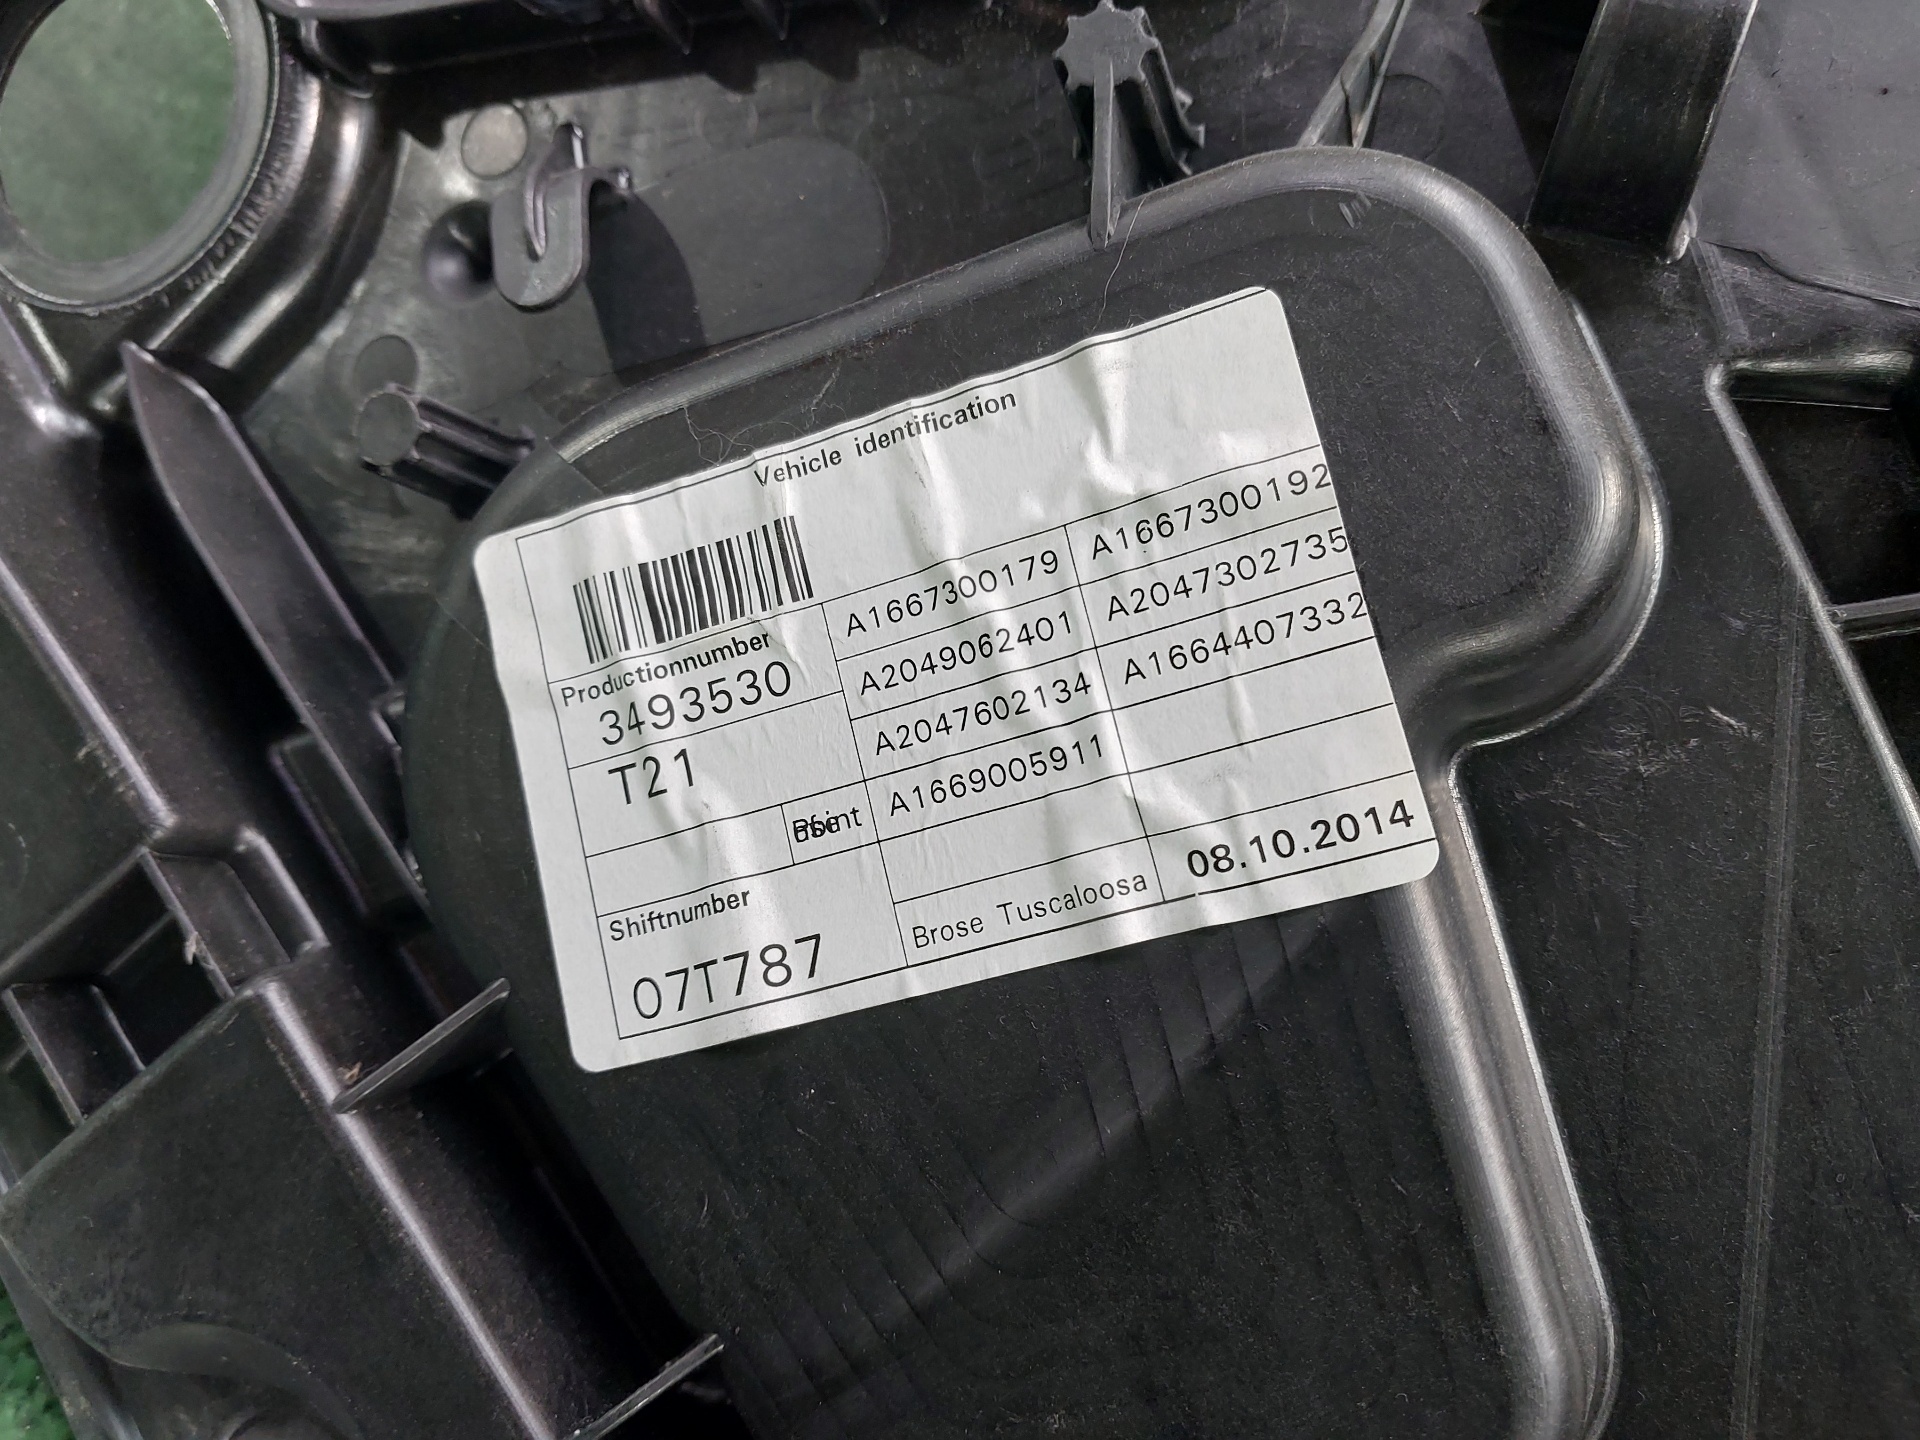 Vehicle identification
Productionnumber
3493530
T21
Shiftnumber
07T787
A1667300179 A1667300192
A2049062401 A2047302735
A2047602134 A1664407332
A1669005911
Brose Tuscaloosa 08.10.2014